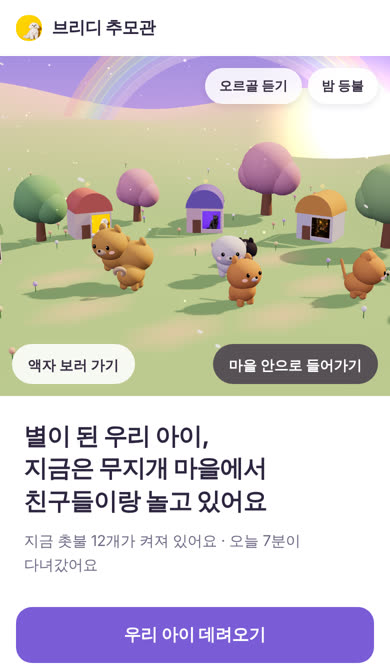 브리디 추모관
오르골 듣기
밤 등불
액자 보러 가기
마을 안으로 들어가기
별이 된 우리 아이,
지금은 무지개 마을에서
친구들이랑 놀고 있어요
지금 촛불 12개가 켜져 있어요 · 오늘 7분이
다녀갔어요
우리 아이 데려오기